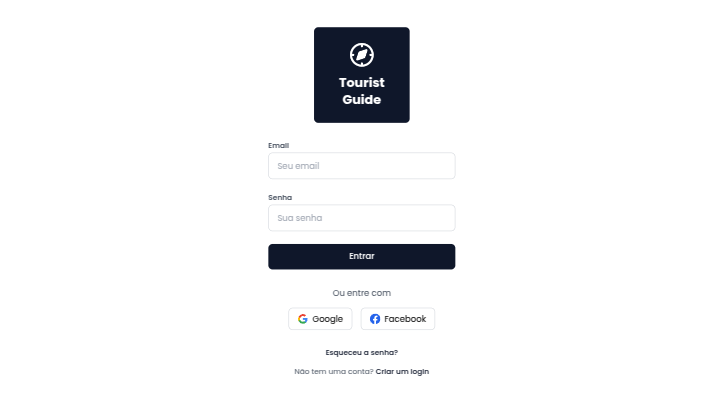 Tourist
Guide
Email
Seu email
Senha
Sua senha
Entrar
Ou entre com
Google
Facebook
Esqueceu a senha?
Não tem uma conta? Criar um login